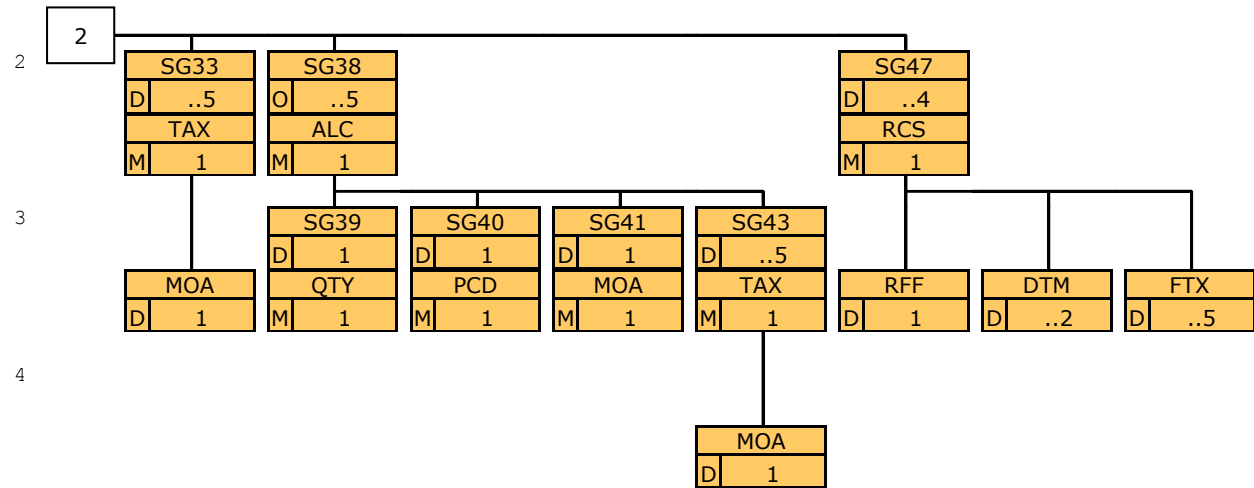 2
2
SG33 SG38 SG47
D ..5 O ..5 D ..4
TAX ALC RCS
M 1 M 1 M 1
3
SG39 SG40 SG41 SG43
D 1 D 1 D 1 D ..5
MOA QTY PCD MOA TAX RFF DTM FTX
D 1 M 1 M 1 M 1 M 1 D 1 D ..2 D ..5
4
MOA
D 1